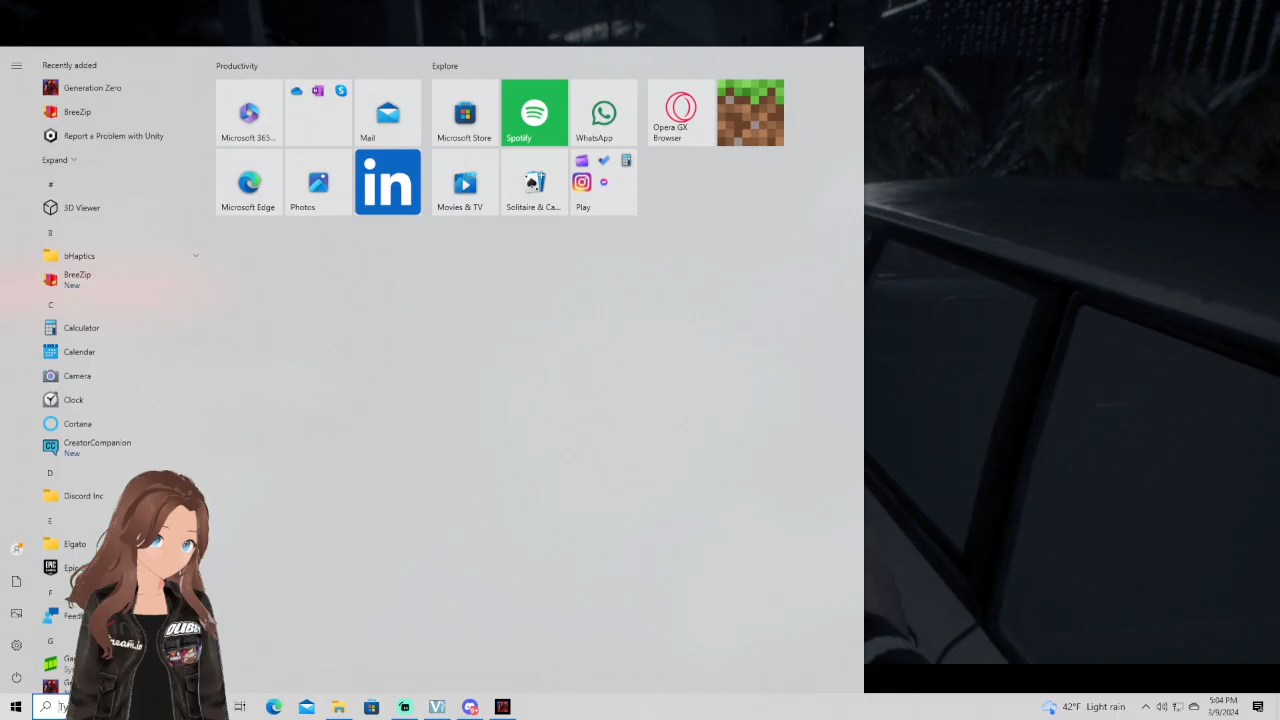 Recently added
Generation Zero
BreeZip
Report a Problem with Unity
Expand
#
3D Viewer
B
bHaptics
BreeZip
New
C
Calculator
Calendar
Camera
Clock
Cortana
CreatorCompanion
New
D
Discord Inc
E
Elgato
Epic
EPIC
F
G
Productivity
Microsoft 365...
Mail
Microsoft Edge
Photos
in
Explore
Microsoft Store
Spotify
WhatsApp
Movies & TV
Solitaire & Ca...
Play
Opera GX
Browser
42°F Light rain
5:04 PM
3/9/2024